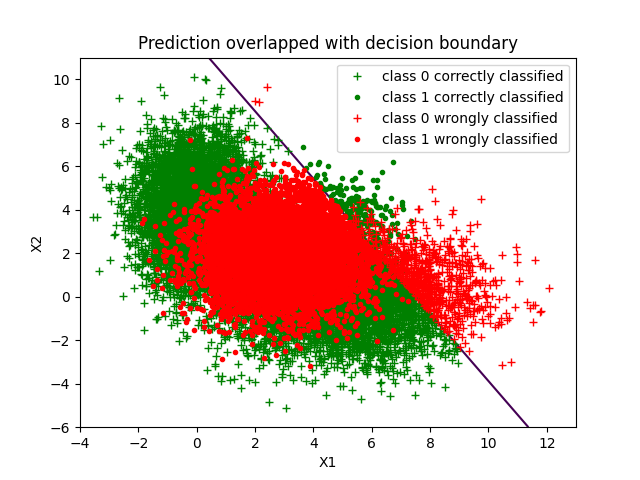 Prediction overlapped with decision boundary
class 0 correctly classified
class 1 correctly classified
class 0 wrongly classified
class 1 wrongly classified
X2
10
8
6
4
2
0
−2
−4
−6
−4 −2 0 2 4 6 8 10 12
X1